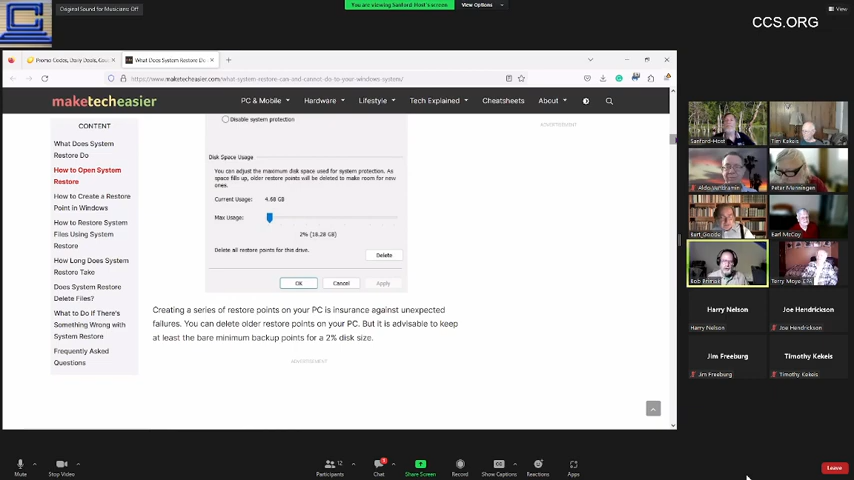 Original Sound for Musicians: Off
You are viewing Sanford-Host's screen
View Options
View
CCS.ORG
Promo Codes, Daily Deals, Cou
What Does System Restore Do
https://www.maketecheasier.com/what-system-restore-can-and-cannot-do-to-your-windows-system/
maketecheasier
PC & Mobile
Hardware
Lifestyle
Tech Explained
Cheatsheets
About
CONTENT
What Does System
Restore Do
How to Open System
Restore
How to Create a Restore
Point in Windows
How to Restore System
Files Using System
Restore
How Long Does System
Restore Take
Does System Restore
Delete Files?
What to Do If There's
Something Wrong with
System Restore
Frequently Asked
Questions
Disable system protection
Disk Space Usage
You can adjust the maximum disk space used for system protection. As
space fills up, older restore points will be deleted to make room for new
ones.
Current Usage: 4.68 GB
Max Usage:
2% (18.28 GB)
Delete all restore points for this drive.
Delete
OK
Cancel
Apply
Creating a series of restore points on your PC is insurance against unexpected
failures. You can delete older restore points on your PC. But it is advisable to keep
at least the bare minimum backup points for a 2% disk size.
ADVERTISEMENT
ADVERTISEMENT
Sanford-Host
Tim Kekeis
Peter Manningen
Bart_Goode
Earl McCoy
Bob Primak
Terry Moyo EPA
Harry Nelson
Harry Nelson
Joe Hendrickson
Joe Hendrickson
Jim Freeburg
Jim Freeburg
Timothy Kekeis
Timothy Kekeis
Mute
Stop Video
12
Participants
Chat
Share Screen
Record
Show Captions
Reactions
Apps
Leave